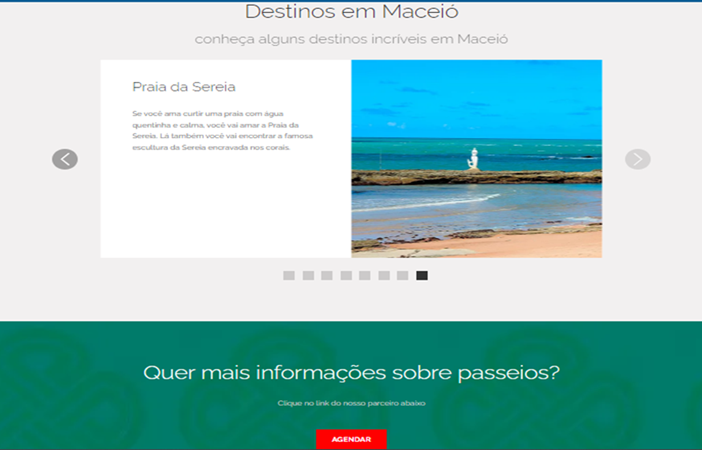 Destinos em Maceió
conheça alguns destinos incríveis em Maceió
Praia da Sereia
Se você ama curtir uma praia com água
quentinha e calma, você vai amar a Praia da
Sereia. Lá também você vai encontrar a famosa
escultura da Sereia encravada nos corais.
Quer mais informações sobre passeios?
Clique no link do nosso parceiro abaixo
AGENDAR